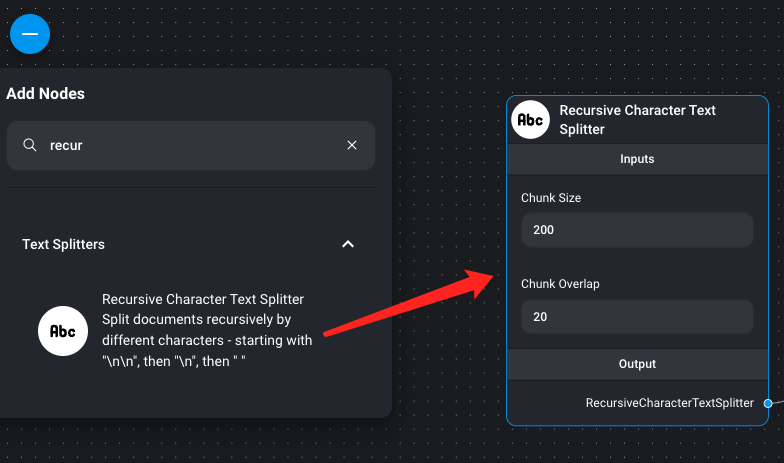 Add Nodes
recur
Text Splitters
Abc
Recursive Character Text Splitter
Split documents recursively by
different characters - starting with
"\n\n", then "\n", then " "
Abc
Recursive Character Text
Splitter
Inputs
Chunk Size
200
Chunk Overlap
20
Output
RecursiveCharacterTextSplitter